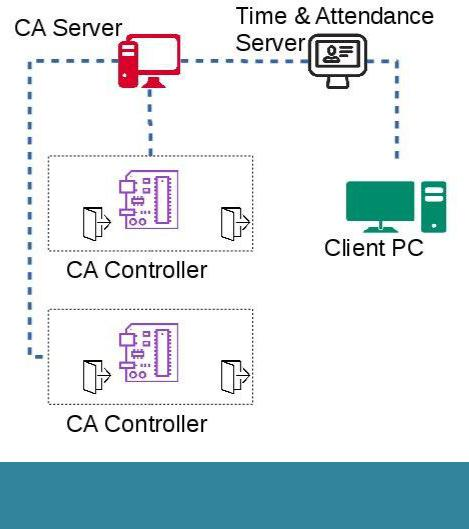 CA Server
Time & Attendance
Server
Client PC
CA Controller
CA Controller